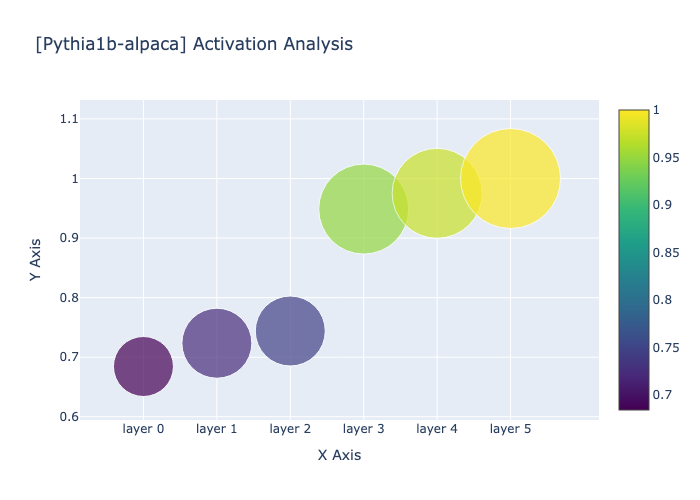 [Pythia1b-alpaca] Activation Analysis
1.1
1
0.9
0.8
0.7
0.6
Y Axis
layer 0
layer 1
layer 2
layer 3
layer 4
layer 5
X Axis
1
0.95
0.9
0.85
0.8
0.75
0.7